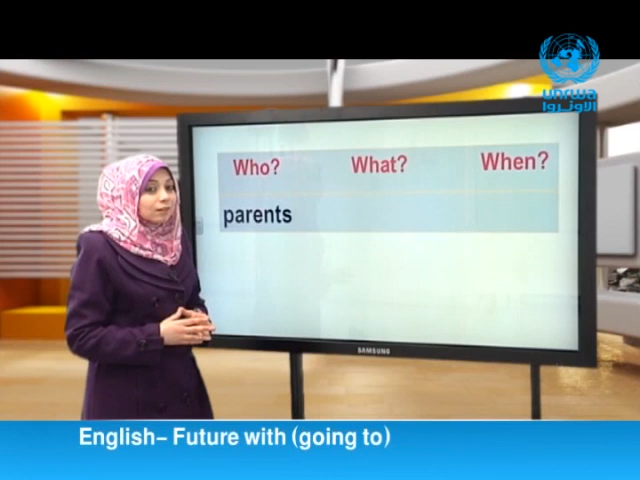 unrwa
الأونروا
Who? What? When?
parents
SAMSUNG
English- Future with (going to)